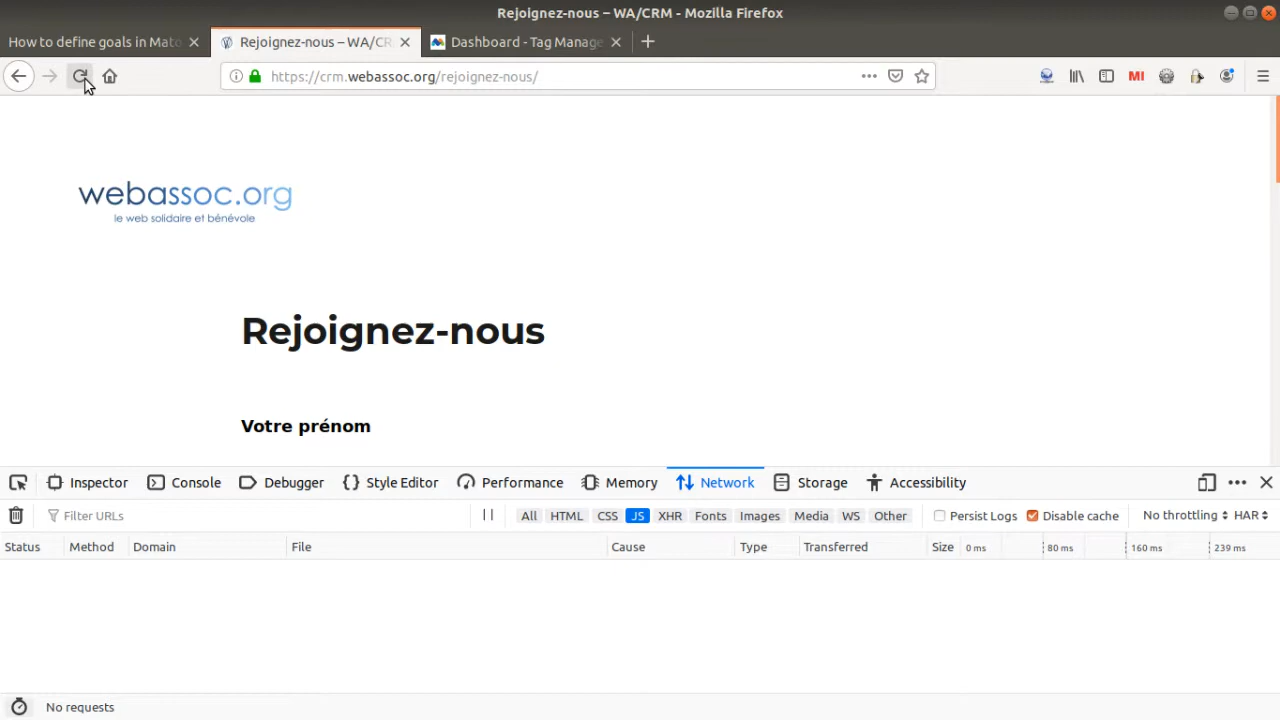 Rejoignez-nous – WA/CRM - Mozilla Firefox
How to define goals in Mato
Rejoignez-nous – WA/CR
Dashboard - Tag Manage
https://crm.webassoc.org/rejoignez-nous/
MI
webassoc.org
le web solidaire et bénévole
Rejoignez-nous
Votre prénom
Inspector Console Debugger Style Editor Performance Memory Network Storage Accessibility
Filter URLs All HTML CSS JS XHR Fonts Images Media WS Other Persist Logs Disable cache No throttling HAR
Status Method Domain File Cause Type Transferred Size 0 ms 80 ms 160 ms 239 ms
No requests